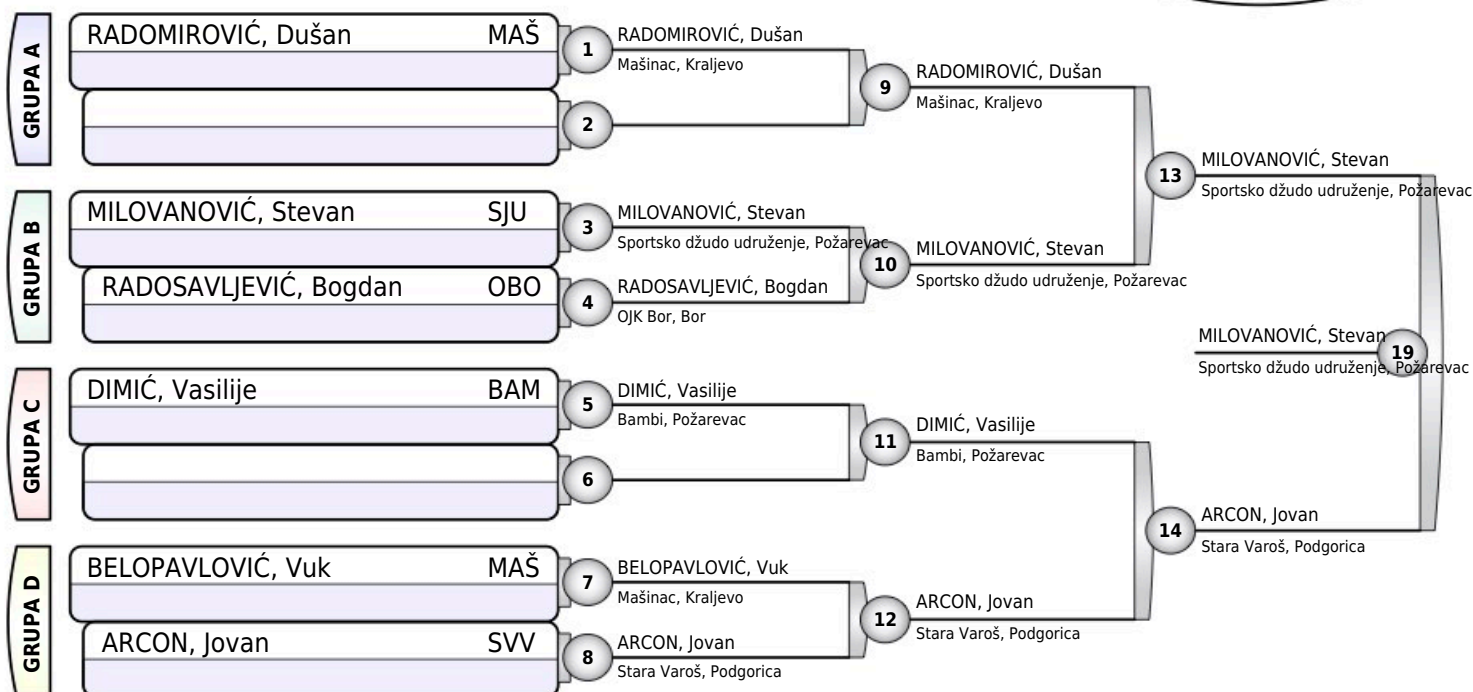 GRUPA A
RADOMIROVIĆ, Dušan MAŠ
1
2
RADOMIROVIĆ, Dušan
Mašinac, Kraljevo
9
RADOMIROVIĆ, Dušan
Mašinac, Kraljevo
GRUPA B
MILOVANOVIĆ, Stevan SJU
RADOSAVLJEVIĆ, Bogdan OBO
3
4
MILOVANOVIĆ, Stevan
Sportsko džudo udruženje, Požarevac
RADOSAVLJEVIĆ, Bogdan
OJK Bor, Bor
10
MILOVANOVIĆ, Stevan
Sportsko džudo udruženje, Požarevac
13
MILOVANOVIĆ, Stevan
Sportsko džudo udruženje, Požarevac
MILOVANOVIĆ, Stevan
Sportsko džudo udruženje, Požarevac
19
GRUPA C
DIMIĆ, Vasilije BAM
5
6
DIMIĆ, Vasilije
Bambi, Požarevac
11
DIMIĆ, Vasilije
Bambi, Požarevac
GRUPA D
BELOPAVLOVIĆ, Vuk MAŠ
ARCON, Jovan SVV
7
8
BELOPAVLOVIĆ, Vuk
Mašinac, Kraljevo
ARCON, Jovan
Stara Varoš, Podgorica
12
ARCON, Jovan
Stara Varoš, Podgorica
14
ARCON, Jovan
Stara Varoš, Podgorica